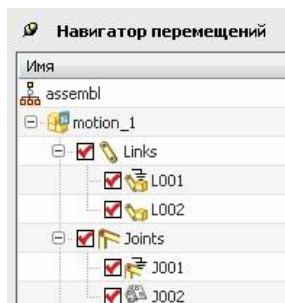 Навигатор перемещений
Имя
assembl
motion_1
Links
L001
L002
Joints
J001
J002